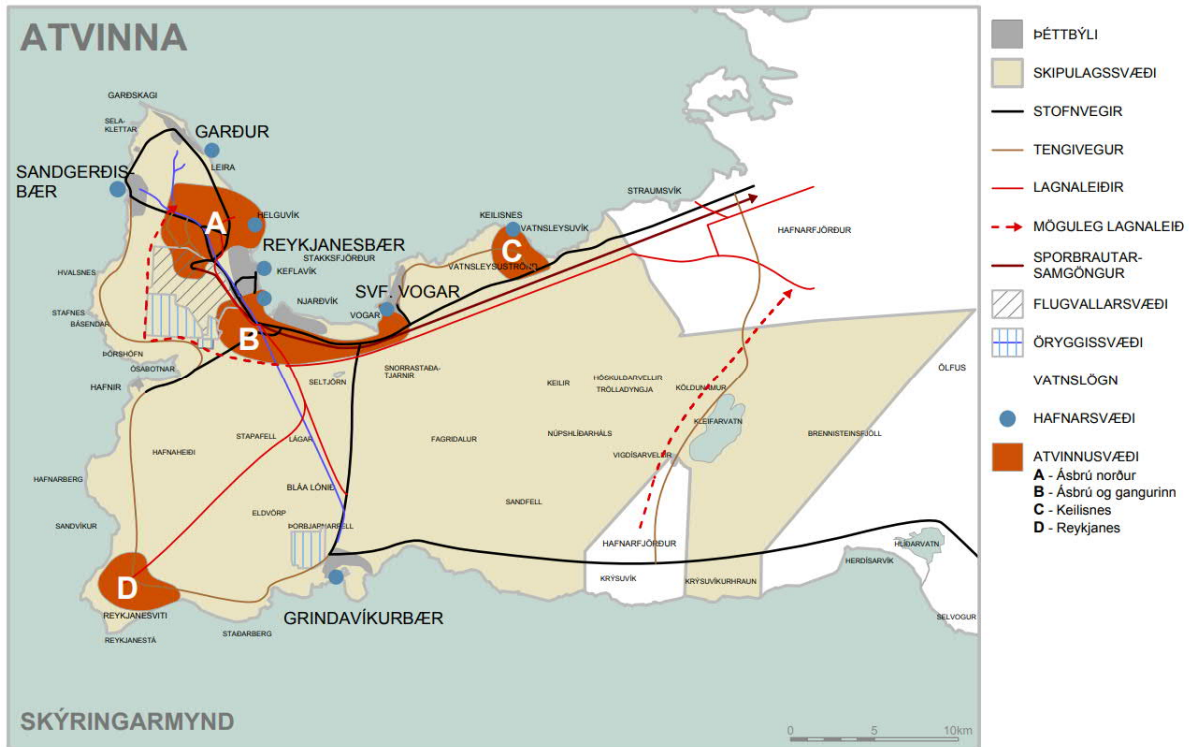 ATVINNA
GARÐSKAGI
SELA-
KLETTAR
GARÐUR
LEIRA
SANDGERÐIS-
BÆR
A
HELGUVÍK
REYKJANESBÆR
STAKKSFJÖRÐUR
KEFLAVÍK
HVALSNES
NJARÐVÍK
SVF. VOGAR
VOGAR
STAFNES
BÁSENDAR
B
ÞÓRSHÖFN
ÓSABOTNAR
HAFNIR
STRAUMSVÍK
KEILISNES
VATNSLEYSUVÍK
C
VATNSLEYSUSTRÖND
HAFNARFJÖRÐUR
SNORRASTAÐA-
TJARNIR
SELTJÖRN
KEILIR
HÖSKULDARVELLIR
TRÖLLADYNGJA
KÖLDUNÁMUR
ÖLFUS
STAPAFELL
LÁGAR
FAGRIDALUR
NÚPSHLÍÐARHÁLS
KLEIFARVATN
BRENNISTEINSFJÖLL
HAFNAHEIÐI
VIGDÍSARVELLIR
HAFNARBERG
BLÁA LÓNIÐ
ELDVÖRP
SANDFELL
SANDVÍKUR
ÞORBJARNARFELL
HAFNARFJÖRÐUR
HLÍÐARVATN
HERDÍSARVÍK
D
KRÝSUVÍK
KRÝSUVÍKURHRAUN
REYKJANESVITI
GRINDAVÍKURBÆR
SELVOGUR
REYKJANESTÁ
STAÐARBERG
SKÝRINGARMYND
0 5 10km
ÞÉTTBÝLI
SKIPULAGSSVÆÐI
STOFNVEGIR
TENGIVEGUR
LAGNALEIÐIR
MÖGULEG LAGNALEIÐ
SPORBRAUTAR-
SAMGÖNGUR
FLUGVALLARSVÆÐI
ÖRYGGISSVÆÐI
VATNSLÖGN
HAFNARSVÆÐI
ATVINNUSVÆÐI
A - Ásbrú norður
B - Ásbrú og gangurinn
C - Keilisnes
D - Reykjanes